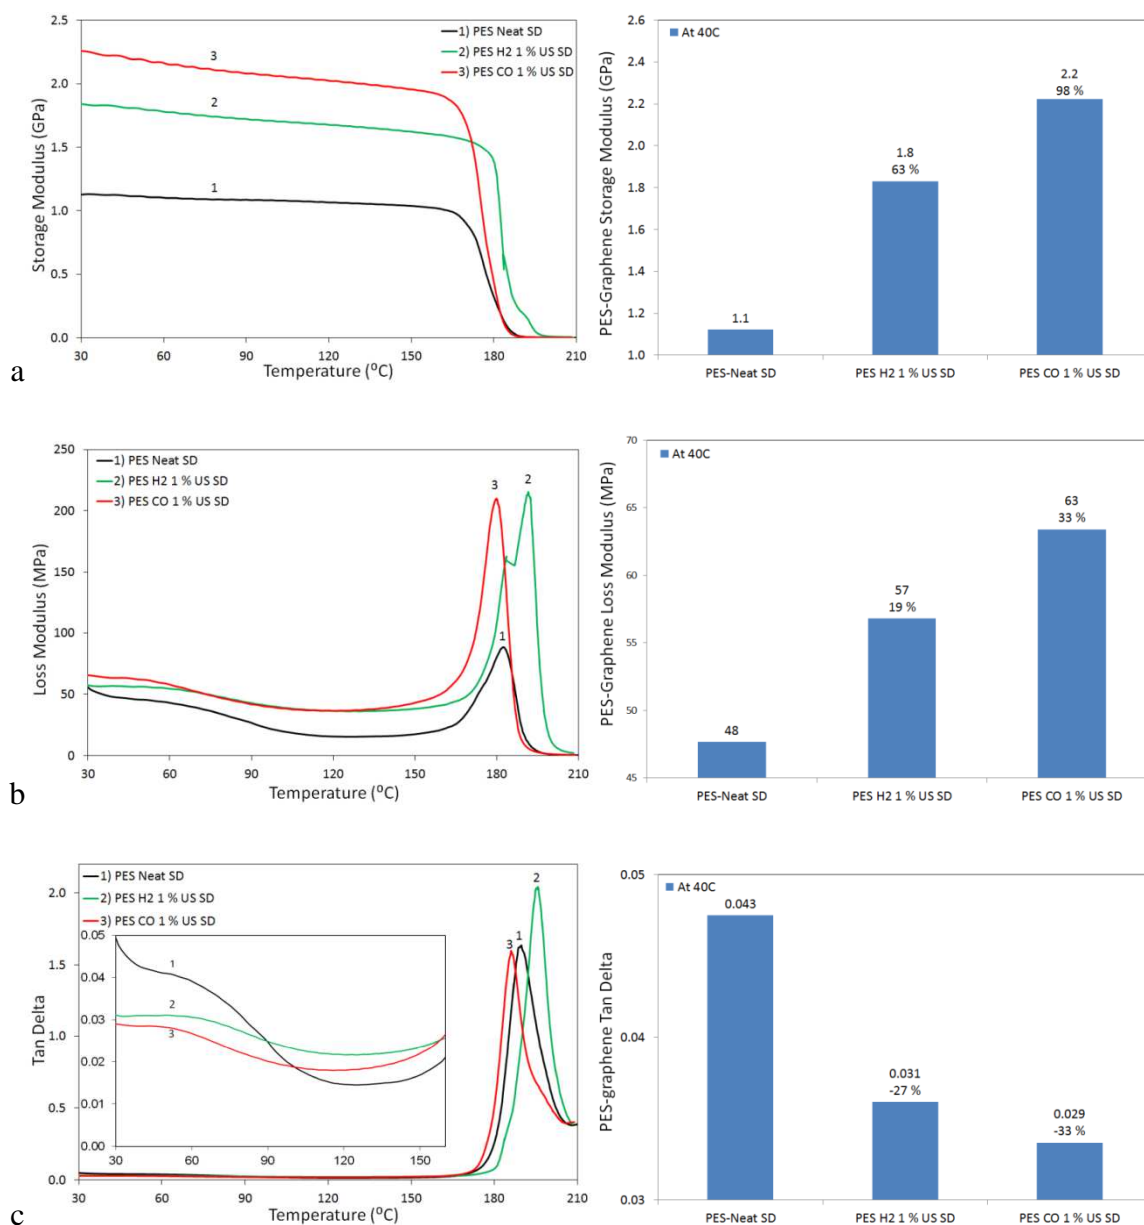 2.5
2.0
1.5
1.0
0.5
0.0
Storage Modulus (GPa)
3
2
1
1) PES Neat SD
2) PES H2 1 % US SD
3) PES CO 1 % US SD
30 60 90 120 150 180 210
Temperature (⁰C)
a
2.6
2.4
2.2
2.0
1.8
1.6
1.4
1.2
1.0
PES-Graphene Storage Modulus (GPa)
At 40C
1.1
1.8
63 %
2.2
98 %
PES-Neat SD PES H2 1 % US SD PES CO 1 % US SD
250
200
150
100
50
0
Loss Modulus (MPa)
1) PES Neat SD
2) PES H2 1 % US SD
3) PES CO 1 % US SD
3
2
1
30 60 90 120 150 180 210
Temperature (⁰C)
b
70
65
60
55
50
45
PES-Graphene Loss Modulus (MPa)
At 40C
48
57
19 %
63
33 %
PES-Neat SD PES H2 1 % US SD PES CO 1 % US SD
2.0
1.5
1.0
0.5
0.0
Tan Delta
1) PES Neat SD
2) PES H2 1 % US SD
3) PES CO 1 % US SD
2
3
1
0.05
0.04
0.03
0.02
0.01
0.00
1
2
3
30 60 90 120 150
30 60 90 120 150 180 210
Temperature (⁰C)
c
0.05
0.04
0.03
PES-graphene Tan Delta
At 40C
0.043
0.031
-27 %
0.029
-33 %
PES-Neat SD PES H2 1 % US SD PES CO 1 % US SD